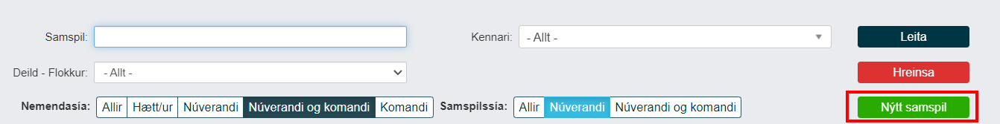 Samspil: Kennari: - Allt - Leita
Deild - Flokkur: - Allt - Hreinsa
Nemendasía: Allir Hætt/ur Núverandi Núverandi og komandi Komandi Samspilssía: Allir Núverandi Núverandi og komandi Nýtt samspil